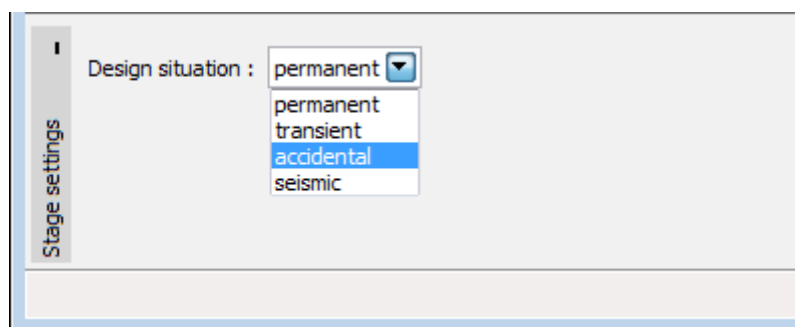 Design situation : permanent
permanent
transient
accidental
seismic
Stage settings